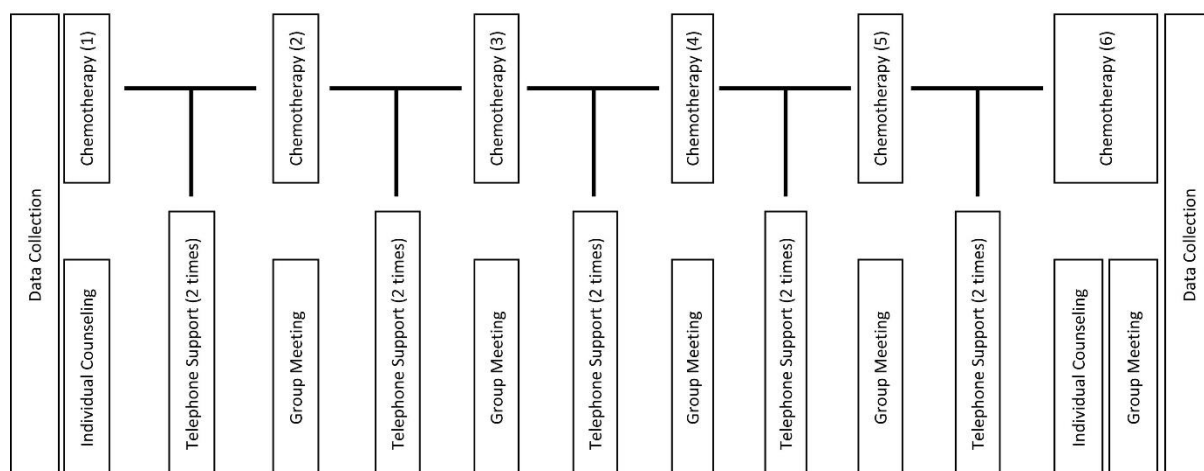 Data Collection
Chemotherapy (1)
Chemotherapy (2)
Chemotherapy (3)
Chemotherapy (4)
Chemotherapy (5)
Chemotherapy (6)
Individual Counseling
Telephone Support (2 times)
Group Meeting
Telephone Support (2 times)
Group Meeting
Telephone Support (2 times)
Group Meeting
Telephone Support (2 times)
Group Meeting
Telephone Support (2 times)
Individual Counseling
Group Meeting
Data Collection